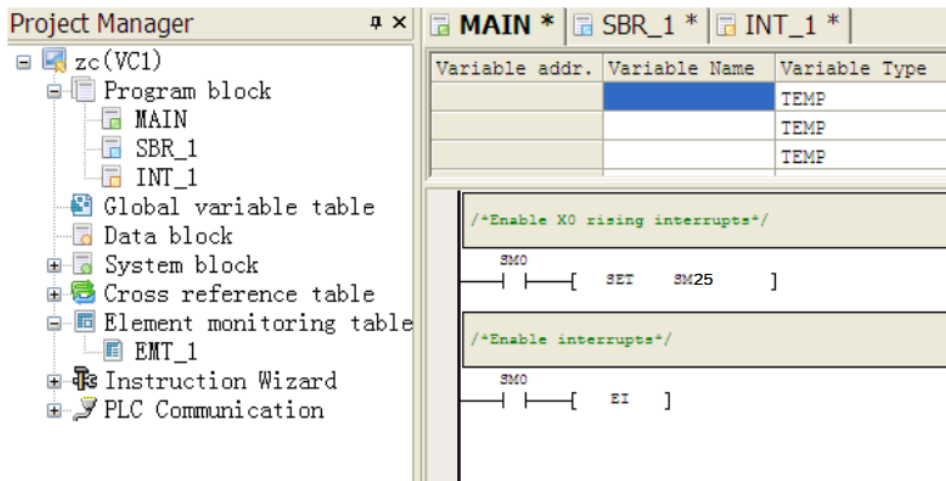 Project Manager
zc(VC1)
Program block
MAIN
SBR_1
INT_1
Global variable table
Data block
System block
Cross reference table
Element monitoring table
EMT_1
Instruction Wizard
PLC Communication
MAIN * SBR_1 * INT_1 *
Variable addr. Variable Name Variable Type
TEMP
TEMP
TEMP
/*Enable X0 rising interrupts*/
SM0
[ SET SM25 ]
/*Enable interrupts*/
SM0
[ EI ]